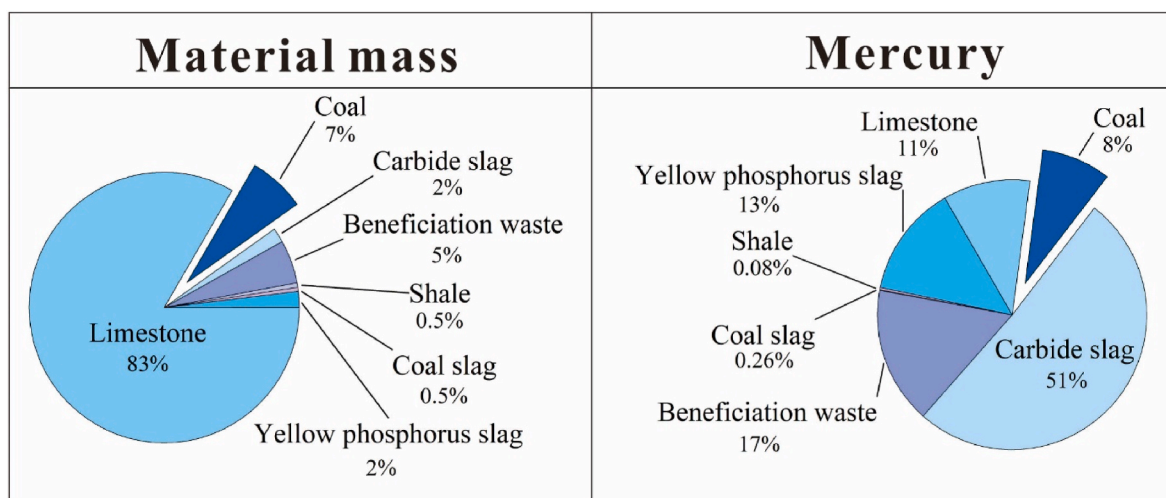 Material mass
Mercury
Coal
7%
Carbide slag
2%
Beneficiation waste
5%
Shale
0.5%
Coal slag
0.5%
Yellow phosphorus slag
2%
Limestone
83%
Coal
8%
Limestone
11%
Yellow phosphorus slag
13%
Shale
0.08%
Coal slag
0.26%
Beneficiation waste
17%
Carbide slag
51%